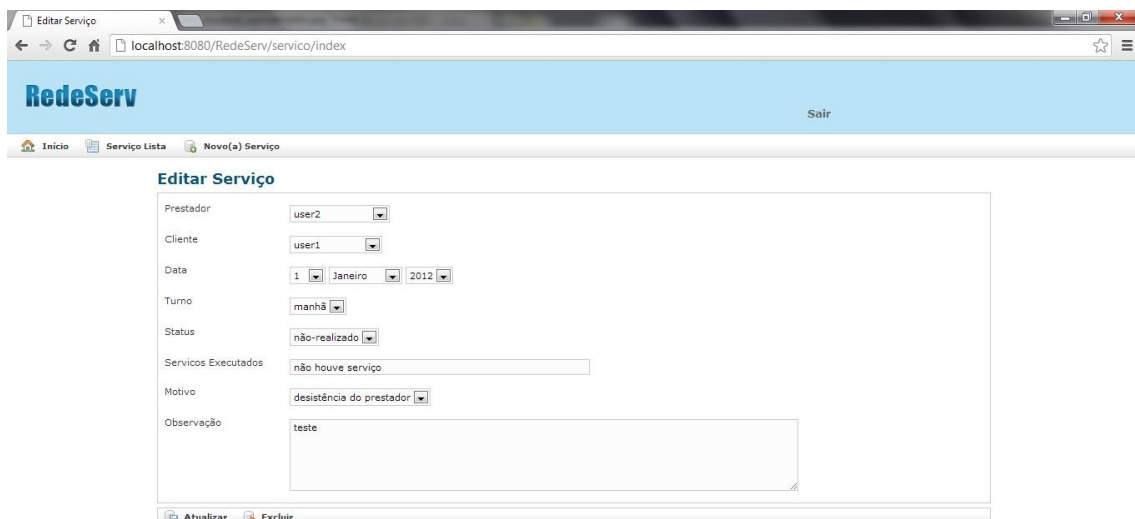 Editar Serviço
localhost:8080/RedeServ/servico/index
RedeServ
Sair
Início Serviço Lista Novo(a) Serviço
Editar Serviço
Prestador user2
Cliente user1
Data 1 Janeiro 2012
Turno manhã
Status não-realizado
Servicos Executados não houve serviço
Motivo desistência do prestador
Observação teste
Atualizar Excluir